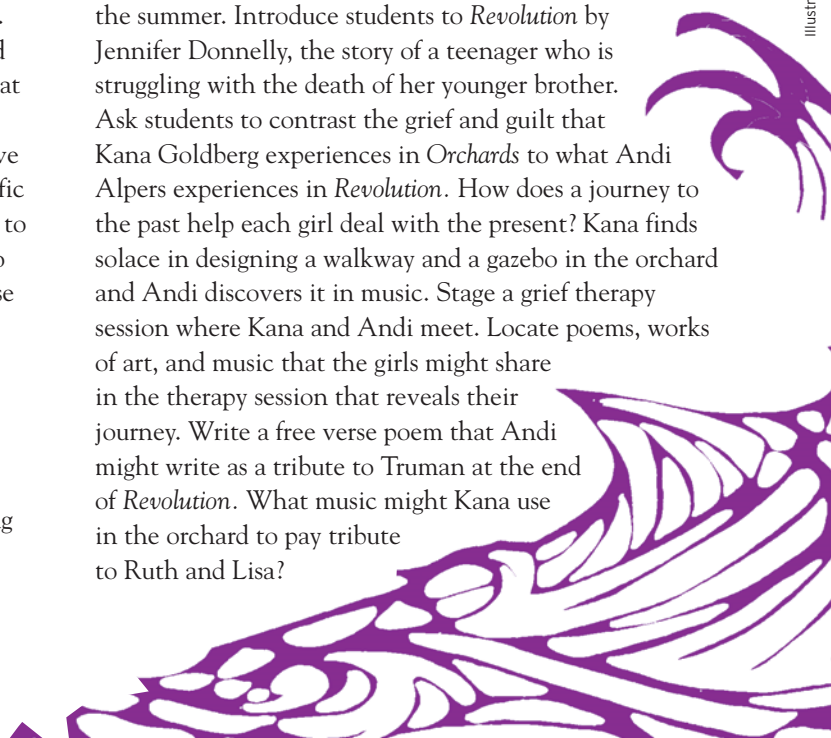 the summer. Introduce students to Revolution by
Jennifer Donnelly, the story of a teenager who is
struggling with the death of her younger brother.
Ask students to contrast the grief and guilt that
Kana Goldberg experiences in Orchards to what Andi
Alpers experiences in Revolution. How does a journey to
the past help each girl deal with the present? Kana finds
solace in designing a walkway and a gazebo in the orchard
and Andi discovers it in music. Stage a grief therapy
session where Kana and Andi meet. Locate poems, works
of art, and music that the girls might share
in the therapy session that reveals their
journey. Write a free verse poem that Andi
might write as a tribute to Truman at the end
of Revolution. What music might Kana use
in the orchard to pay tribute
to Ruth and Lisa?